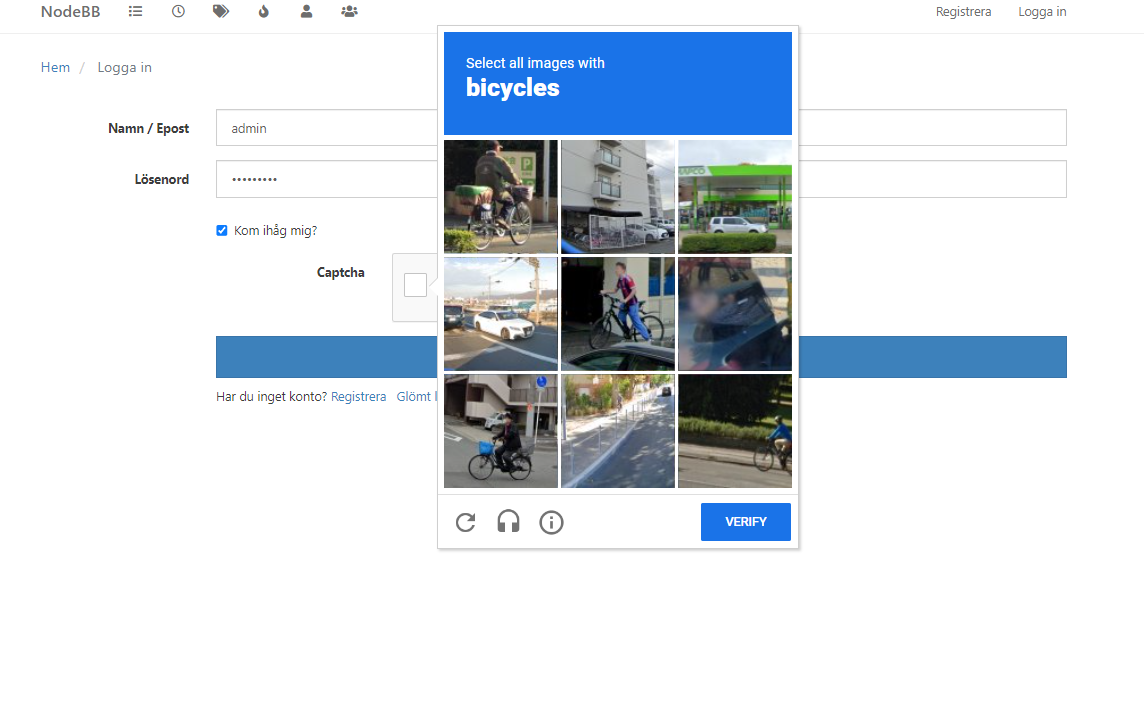 NodeBB
Registrera
Logga in
Hem / Logga in
Select all images with
bicycles
Namn / Epost
admin
Lösenord
•••••••••
Kom ihåg mig?
Captcha
Har du inget konto? Registrera Glömt
VERIFY